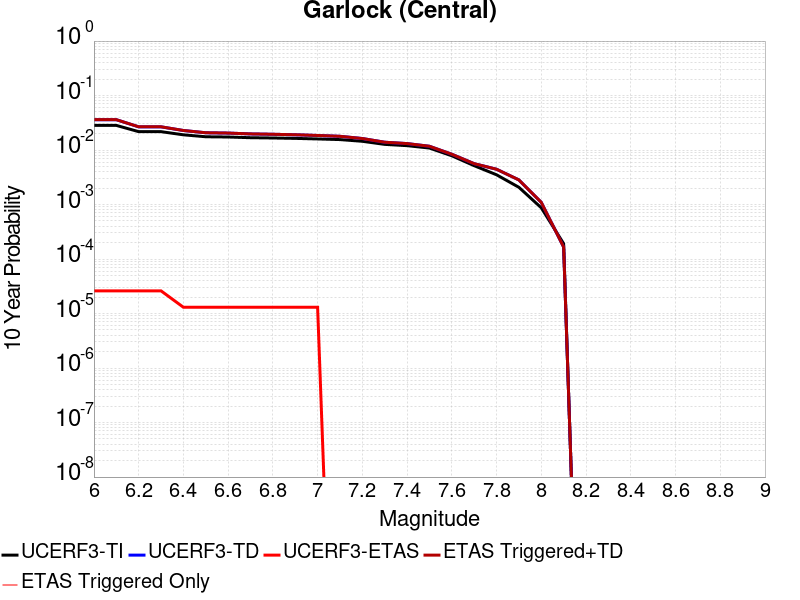 Garlock (Central)
10 0
10 -1
10 -2
10 -3
10 -4
10 -5
10 -6
10 -7
10 -8
10 Year Probability
6 6.2 6.4 6.6 6.8 7 7.2 7.4 7.6 7.8 8 8.2 8.4 8.6 8.8 9
Magnitude
UCERF3-TI UCERF3-TD UCERF3-ETAS ETAS Triggered+TD
ETAS Triggered Only